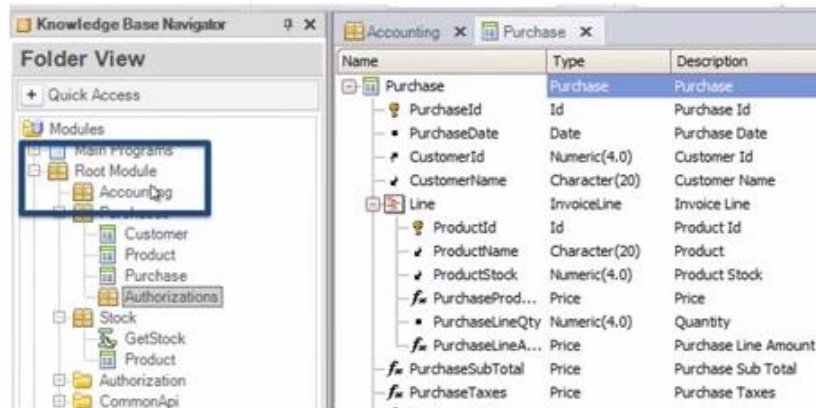 Knowledge Base Navigator
Folder View
Quick Access
Modules
Main Programs
Root Module
Accounting
Purchases
Customer
Product
Purchase
Authorizations
Stock
GetStock
Product
Authorization
CommonApi
Accounting Purchase
Name Type Description
Purchase Purchase Purchase
PurchaseId Id Purchase Id
PurchaseDate Date Purchase Date
CustomerId Numeric(4.0) Customer Id
CustomerName Character(20) Customer Name
Line InvoiceLine Invoice Line
ProductId Id Product Id
ProductName Character(20) Product
ProductStock Numeric(4.0) Product Stock
PurchaseProd... Price Price
PurchaseLineQty Numeric(4.0) Quantity
PurchaseLineA... Price Purchase Line Amount
PurchaseSubTotal Price Purchase Sub Total
PurchaseTaxes Price Purchase Taxes